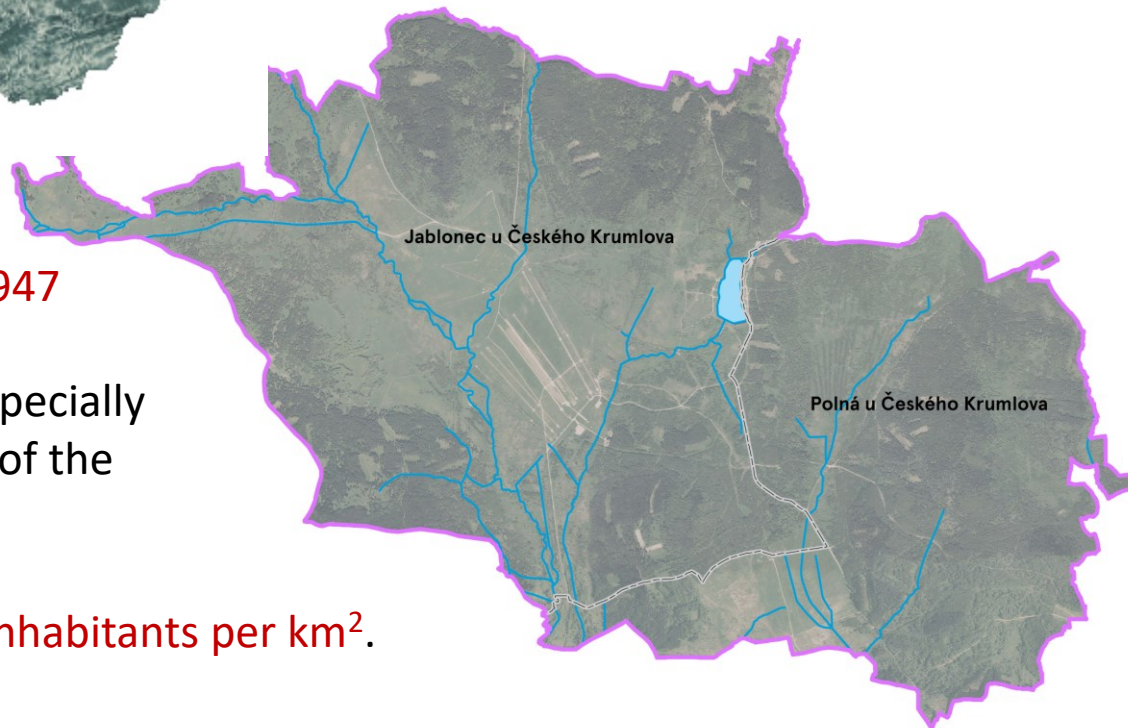 Jablonec u Českého Krumlova
947
pecially
Polná u Českého Krumlova
of the
nhabitants per km².